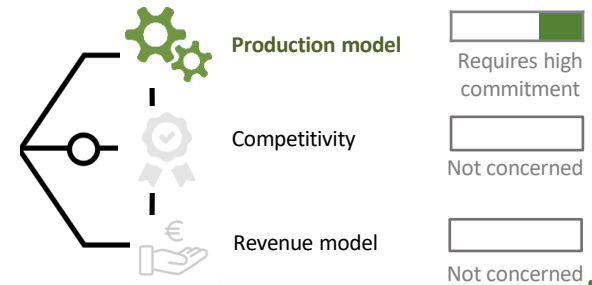 Production model
Requires high
commitment
Competitivity
Not concerned
€
Revenue model
Not concerned